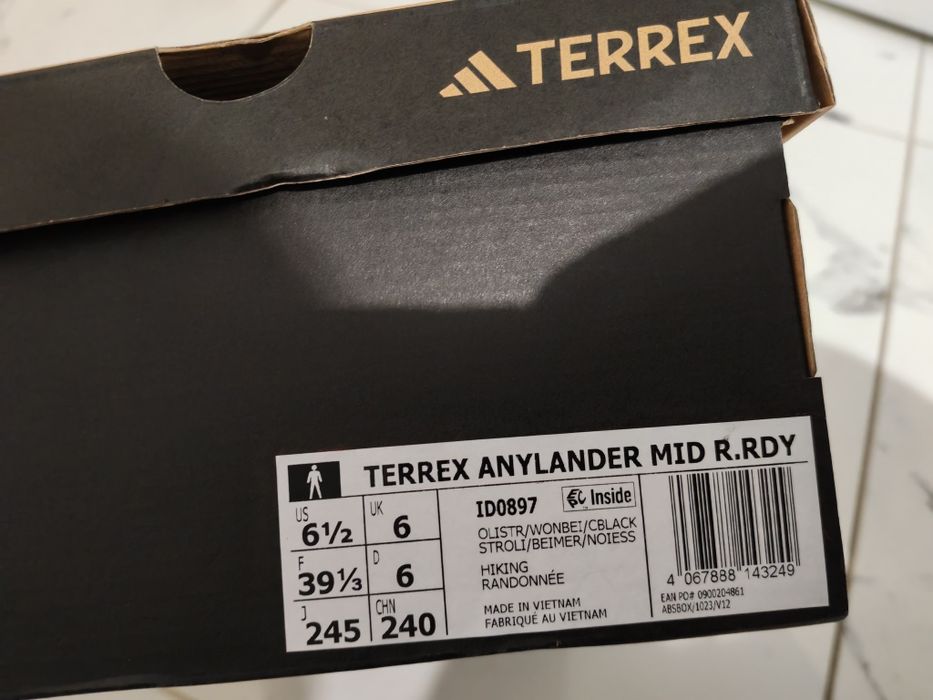 TERREX
TERREX ANYLANDER MID R.RDY
US UK
6½ 6
F D
39⅓ 6
J CHN
245 240
ID0897 Inside
OLISTR/WONBEI/CBLACK
STROLI/BEIMER/NOIESS
HIKING
RANDONNÉE
MADE IN VIETNAM
FABRIQUÉ AU VIETNAM
4 067888 143249
EAN PO# 0900204861
ABSBOX/1023/V12